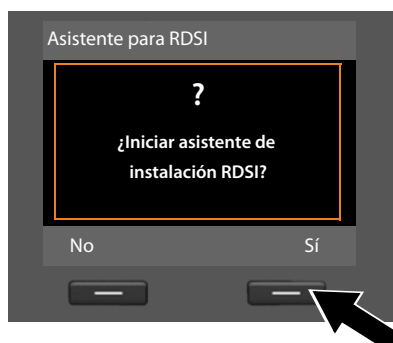 Asistente para RDSI
?
¿Iniciar asistente de
instalación RDSI?
No Sí